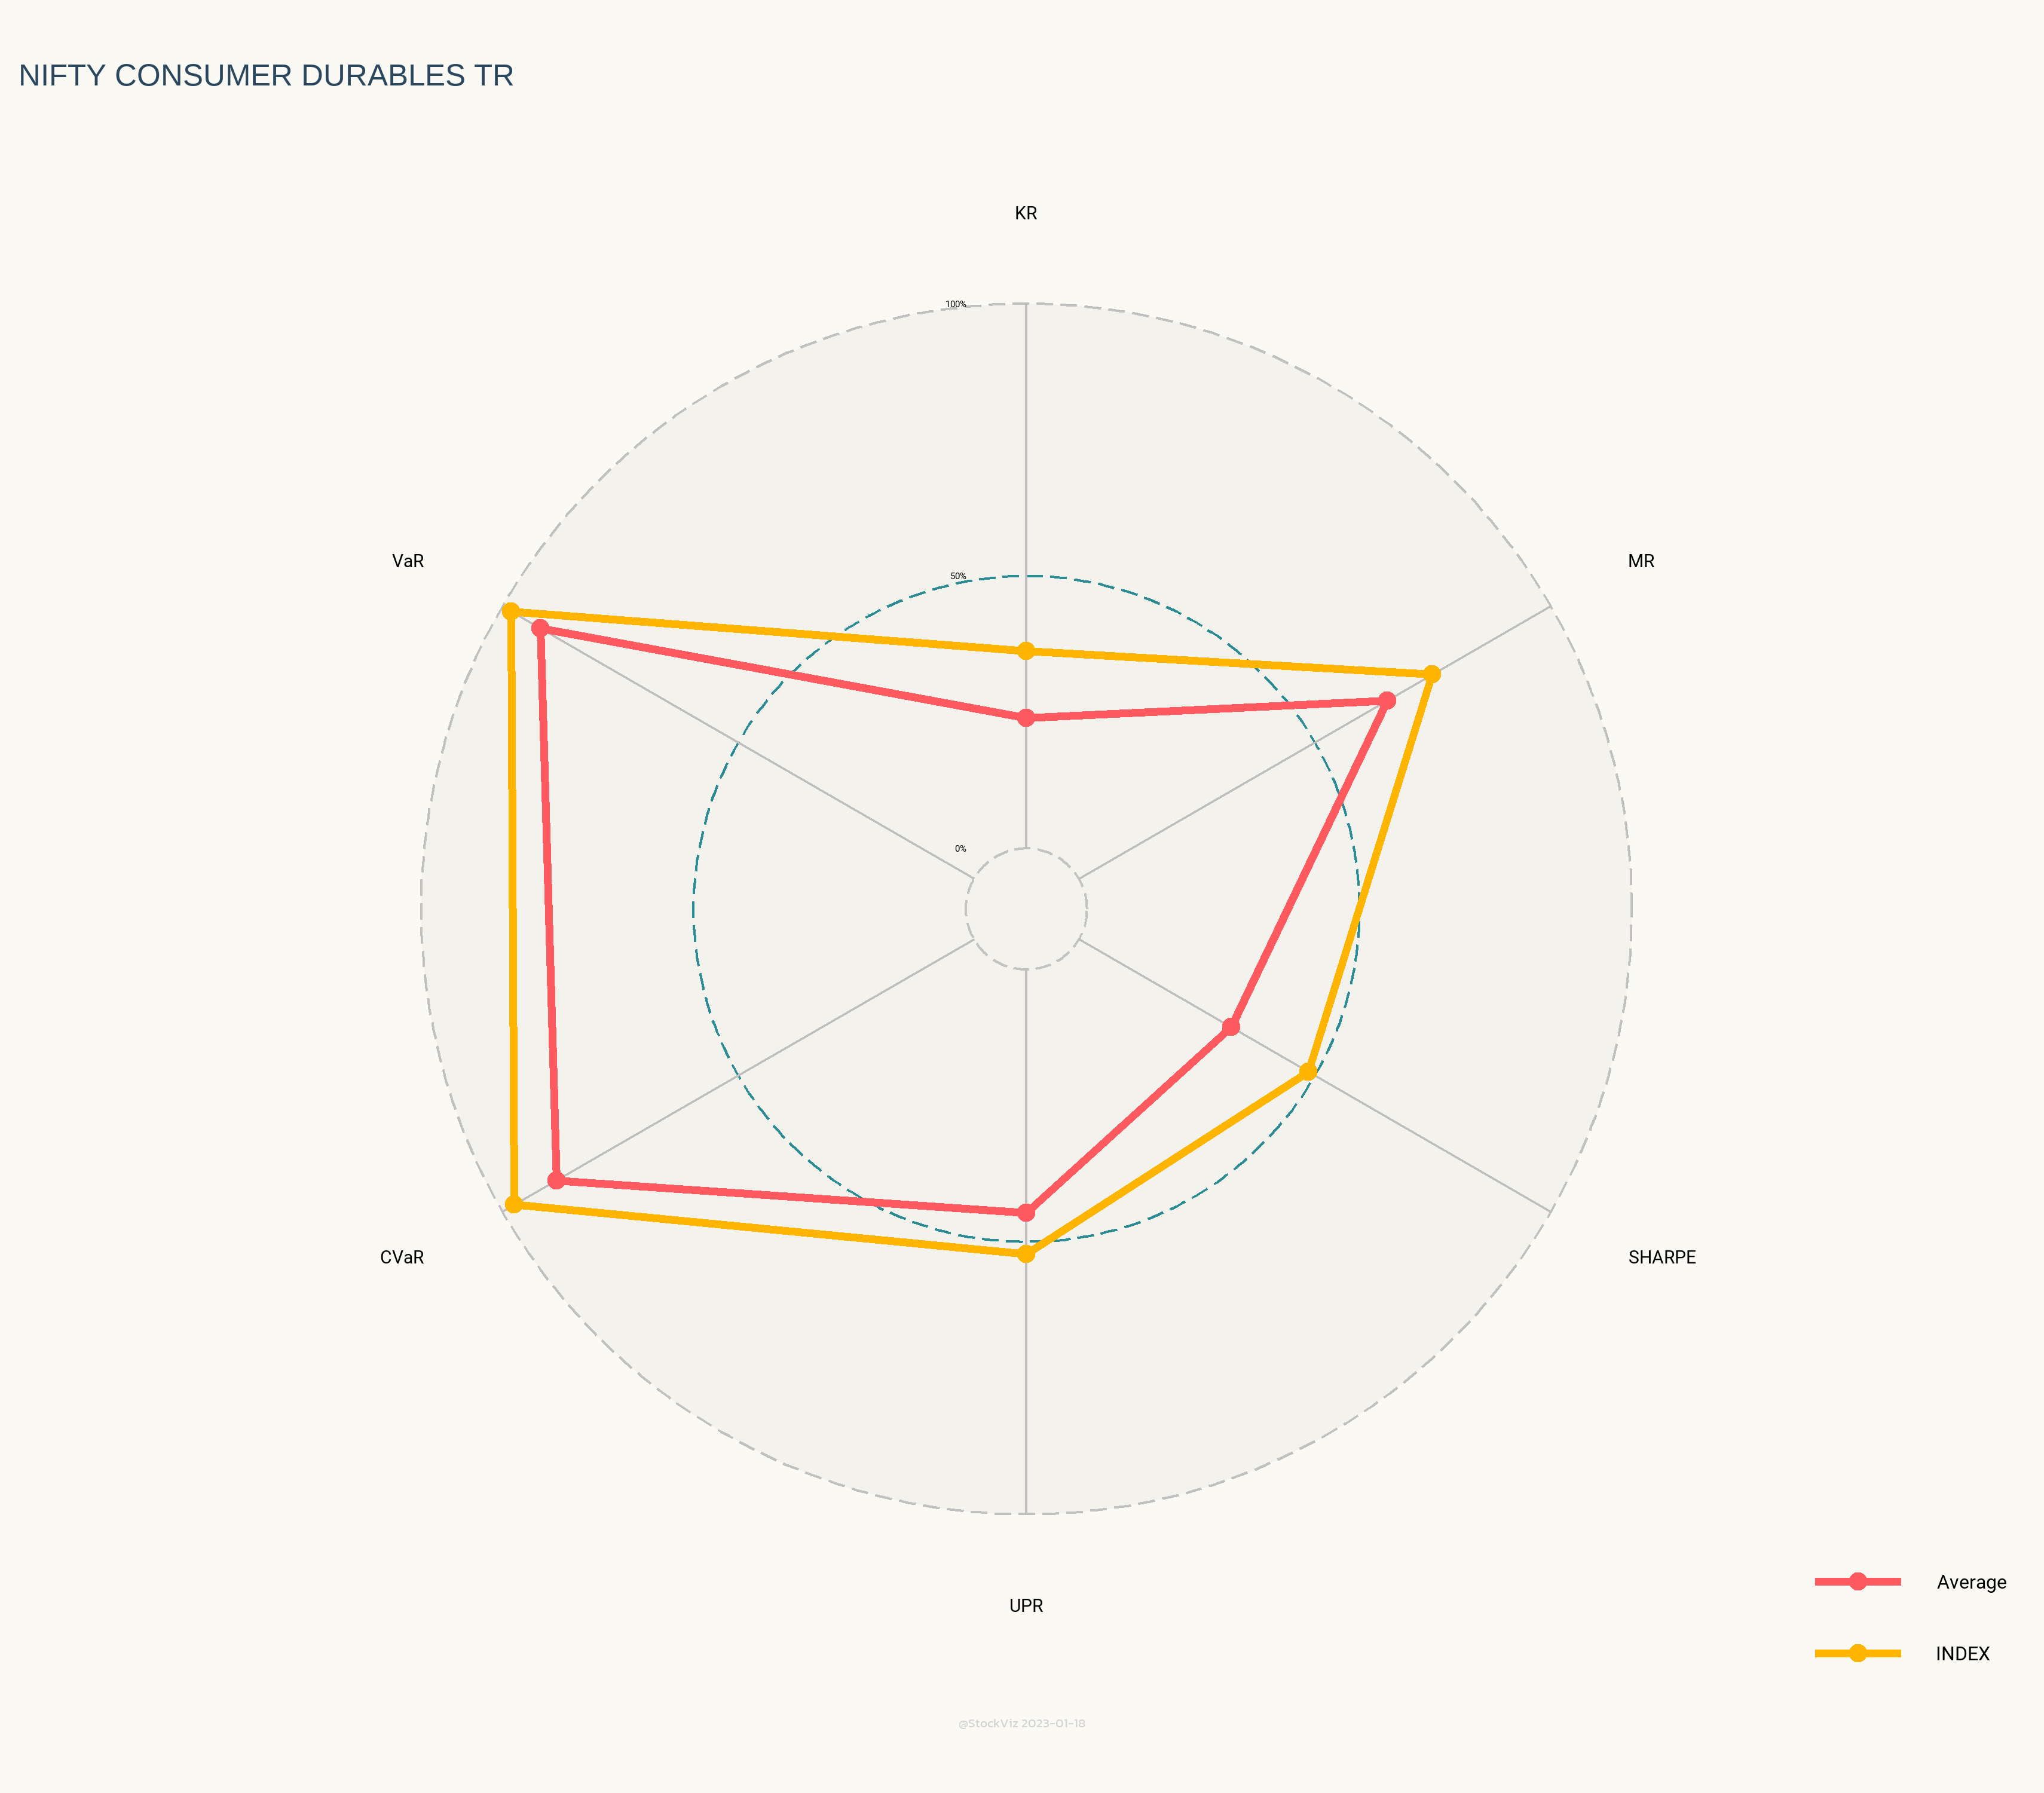 NIFTY CONSUMER DURABLES TR
KR
100%
VaR
MR
50%
0%
CVaR
SHARPE
UPR
Average
INDEX
@StockViz 2023-01-18